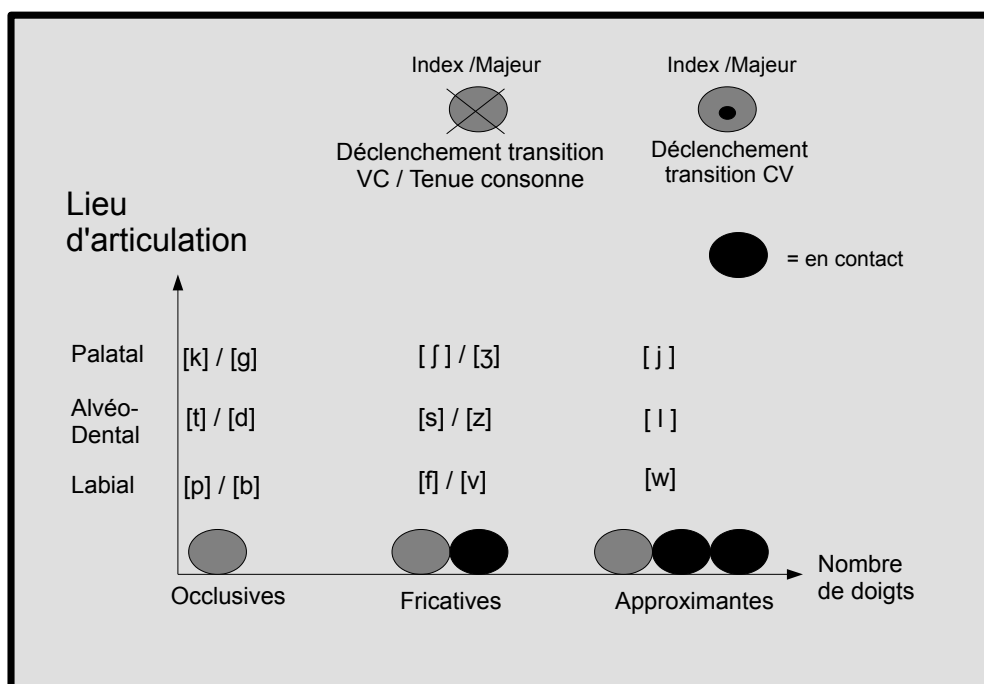 Index /Majeur
Déclenchement transition
VC / Tenue consonne
Index /Majeur
Déclenchement
transition CV
= en contact
Lieu
d'articulation
Palatal
[k] / [g]
[ ʃ ] / [ʒ]
[ j ]
Alvéo-
Dental
[t] / [d]
[s] / [z]
[ l ]
Labial
[p] / [b]
[f] / [v]
[w]
Occlusives
Fricatives
Approximantes
Nombre
de doigts